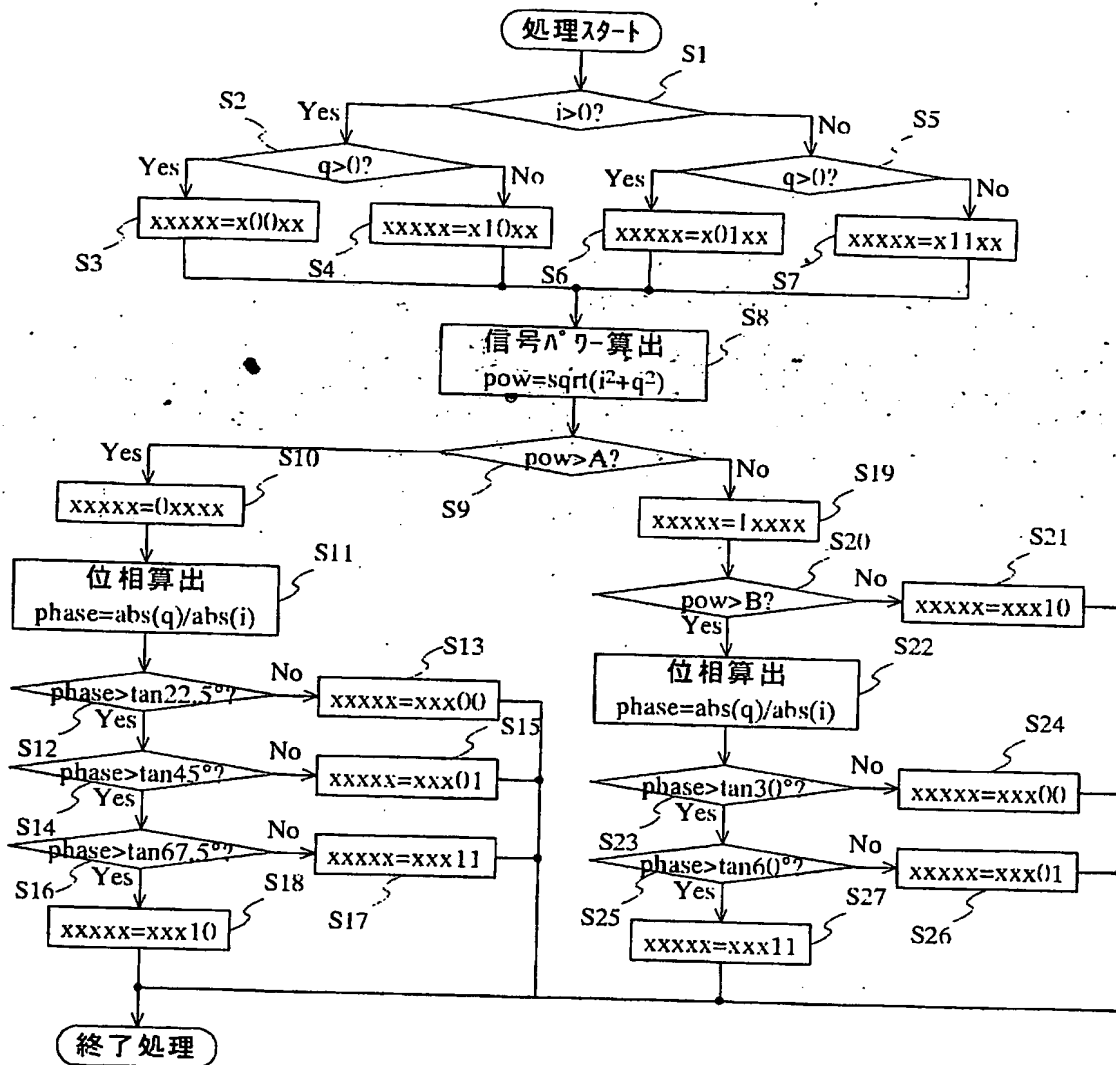 処理スタート
S1
i>0?
Yes
No
S2
q>0?
Yes
No
S5
q>0?
Yes
No
xxxxx=x00xx
S3
xxxxx=x10xx
S4
xxxxx=x01xx
S6
xxxxx=x11xx
S7
S8
信号パワー算出
pow=sqrt(i²+q²)
pow>A?
S9
Yes
No
S10
xxxxx=0xxxx
S11
位相算出
phase=abs(q)/abs(i)
phase>tan22.5°?
S12
Yes
No
S13
xxxxx=xxx00
phase>tan45°?
S14
Yes
No
S15
xxxxx=xxx01
phase>tan67.5°?
S16
Yes
No
xxxxx=xxx11
S17
S18
xxxxx=xxx10
S19
xxxxx=1xxxx
S20
pow>B?
Yes
No
S21
xxxxx=xxx10
S22
位相算出
phase=abs(q)/abs(i)
phase>tan30°?
S23
Yes
No
S24
xxxxx=xxx00
phase>tan60°?
S25
Yes
No
xxxxx=xxx01
S26
S27
xxxxx=xxx11
終了処理